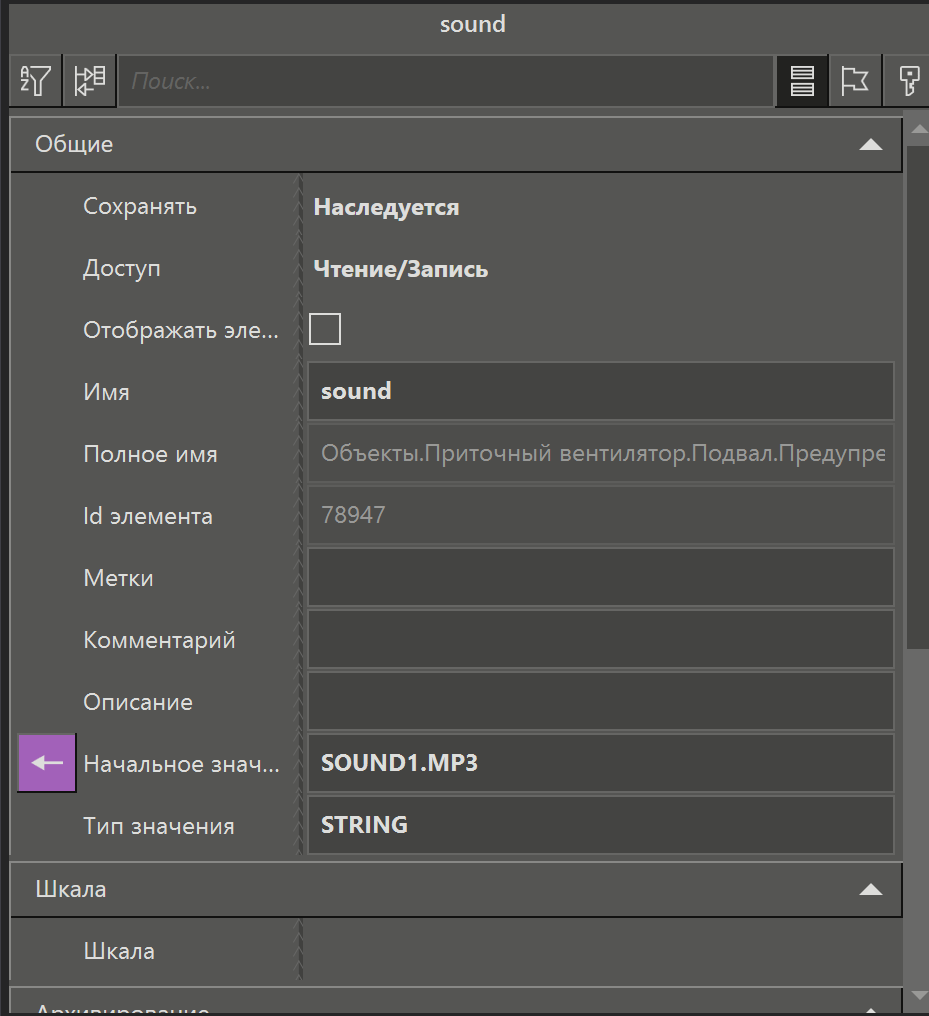 sound
Поиск...
Общие
Сохранять Наследуется
Доступ Чтение/Запись
Отображать эле...
Имя sound
Полное имя Объекты.Приточный вентилятор.Подвал.Предупре
Id элемента 78947
Метки
Комментарий
Описание
Начальное знач... SOUND1.MP3
Тип значения STRING
Шкала
Шкала
Архивирование